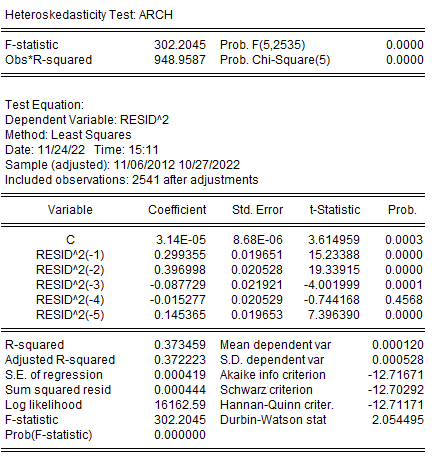 Heteroskedasticity Test: ARCH
F-statistic 302.2045 Prob. F(5,2535) 0.0000
Obs*R-squared 948.9587 Prob. Chi-Square(5) 0.0000
Test Equation:
Dependent Variable: RESID^2
Method: Least Squares
Date: 11/24/22 Time: 15:11
Sample (adjusted): 11/06/2012 10/27/2022
Included observations: 2541 after adjustments
Variable Coefficient Std. Error t-Statistic Prob.
C 3.14E-05 8.68E-06 3.614959 0.0003
RESID^2(-1) 0.299355 0.019651 15.23388 0.0000
RESID^2(-2) 0.396998 0.020528 19.33915 0.0000
RESID^2(-3) -0.087729 0.021921 -4.001999 0.0001
RESID^2(-4) -0.015277 0.020529 -0.744168 0.4568
RESID^2(-5) 0.145365 0.019653 7.396390 0.0000
R-squared 0.373459 Mean dependent var 0.000120
Adjusted R-squared 0.372223 S.D. dependent var 0.000528
S.E. of regression 0.000419 Akaike info criterion -12.71671
Sum squared resid 0.000444 Schwarz criterion -12.70292
Log likelihood 16162.59 Hannan-Quinn criter. -12.71171
F-statistic 302.2045 Durbin-Watson stat 2.054495
Prob(F-statistic) 0.000000